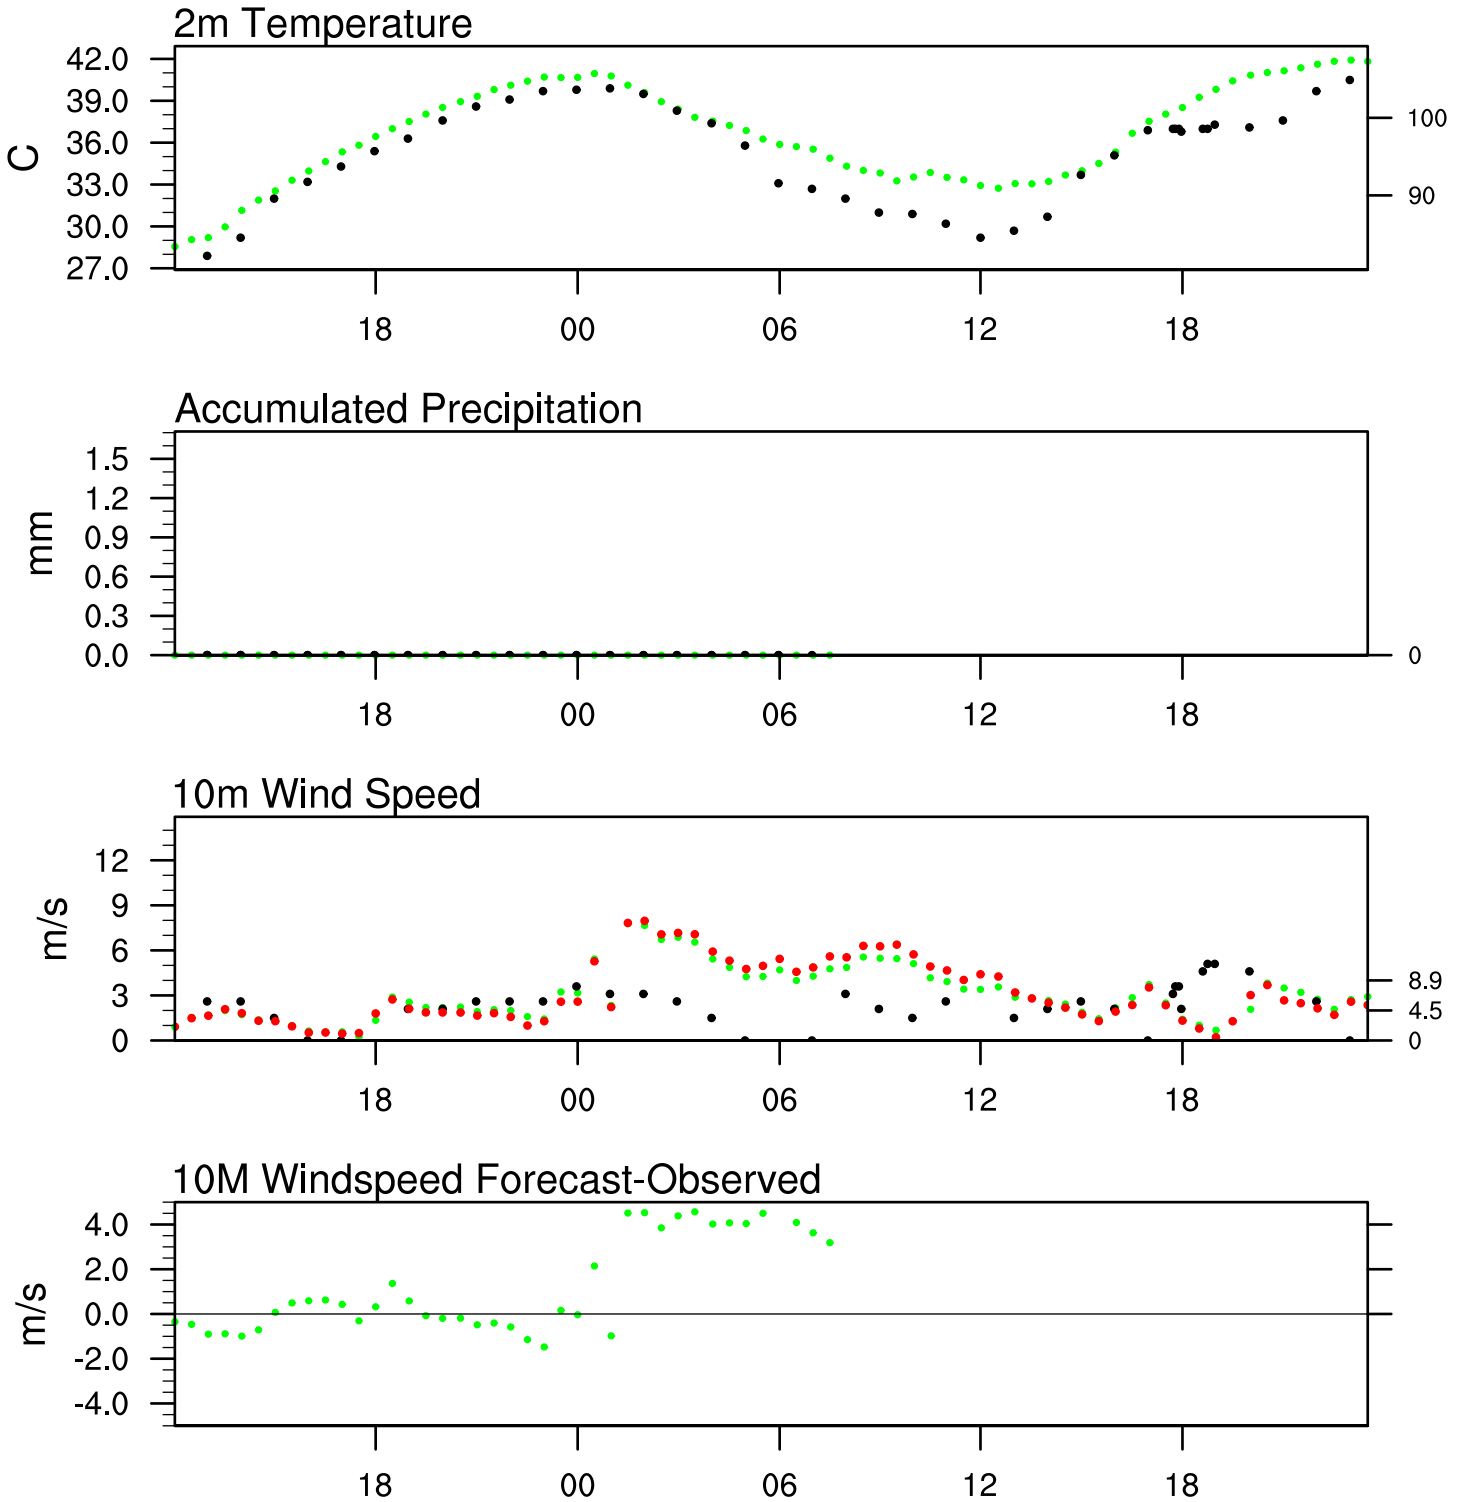 2m Temperature
42.0
39.0
36.0
33.0
30.0
27.0
C
100
90
18 00 06 12 18
Accumulated Precipitation
1.5
1.2
0.9
0.6
0.3
0.0
mm
0
18 00 06 12 18
10m Wind Speed
12
9
6
3
0
m/s
8.9
4.5
0
18 00 06 12 18
10M Windspeed Forecast-Observed
4.0
2.0
0.0
-2.0
-4.0
m/s
18 00 06 12 18